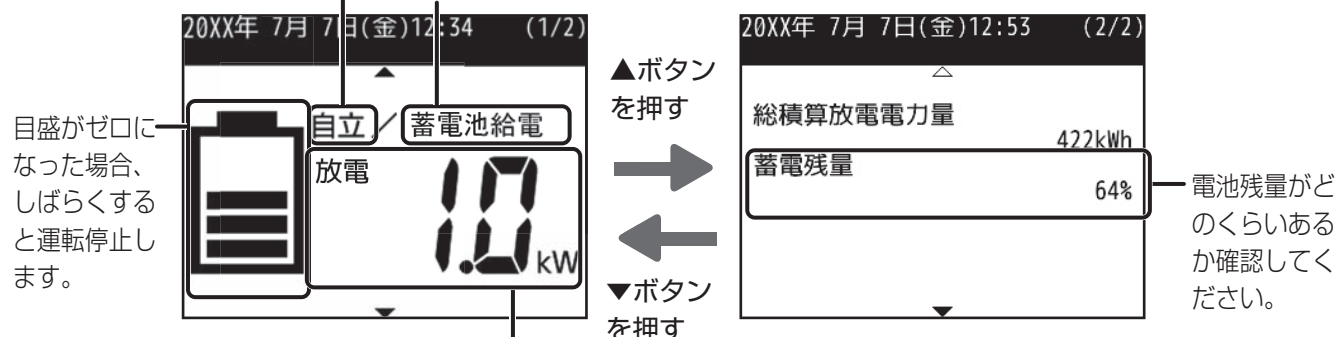 20XX年 7月 7日(金)12:34 (1/2)
目盛がゼロに
なった場合、
しばらくする
と運転停止し
ます。
自立/蓄電池給電
放電
1.0kW
▲ボタン
を押す
▼ボタン
を押す
20XX年 7月 7日(金)12:53 (2/2)
総積算放電電力量
422kWh
蓄電残量
64%
電池残量がど
のくらいある
か確認してく
ださい。